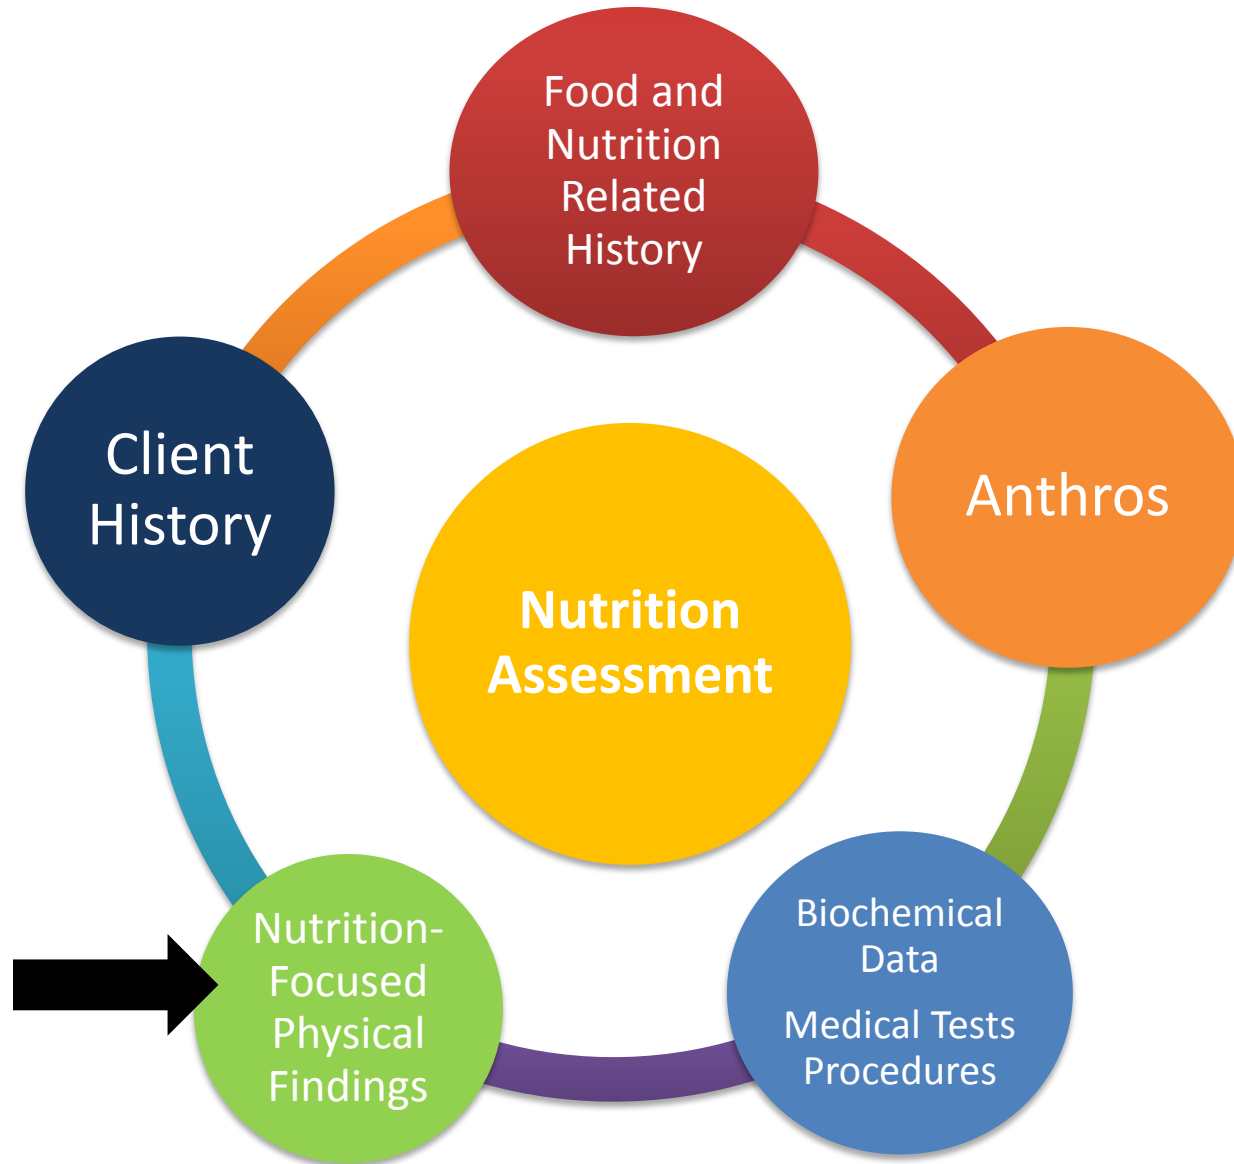 Food and
Nutrition
Related
History
Client
History
Anthros
Nutrition
Assessment
Nutrition-
Focused
Physical
Findings
Biochemical
Data
Medical Tests
Procedures